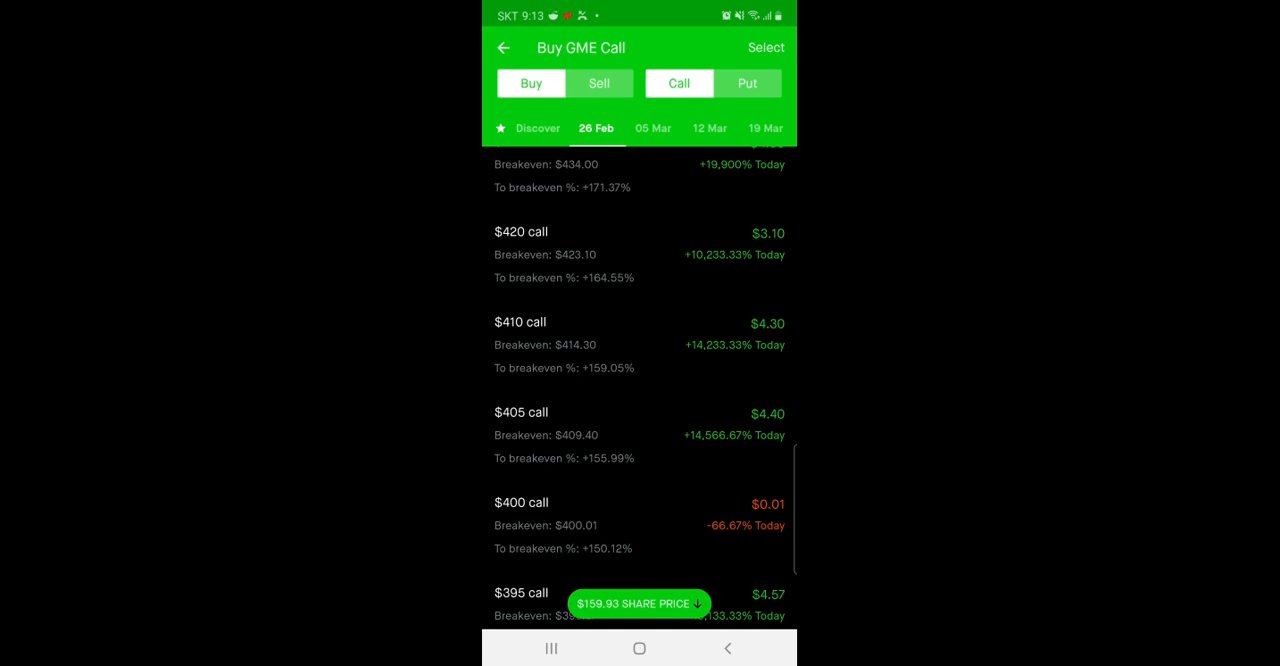 SKT 9:13
Buy GME Call
Select
Buy
Sell
Call
Put
Discover
26 Feb
05 Mar
12 Mar
19 Mar
Breakeven: $434.00
+19,900% Today
To breakeven %: +171.37%
$420 call
$3.10
Breakeven: $423.10
+10,233.33% Today
To breakeven %: +164.55%
$410 call
$4.30
Breakeven: $414.30
+14,233.33% Today
To breakeven %: +159.05%
$405 call
$4.40
Breakeven: $409.40
+14,566.67% Today
To breakeven %: +155.99%
$400 call
$0.01
Breakeven: $400.01
-66.67% Today
To breakeven %: +150.12%
$395 call
$4.57
$159.93 SHARE PRICE
Breakeven:
Today